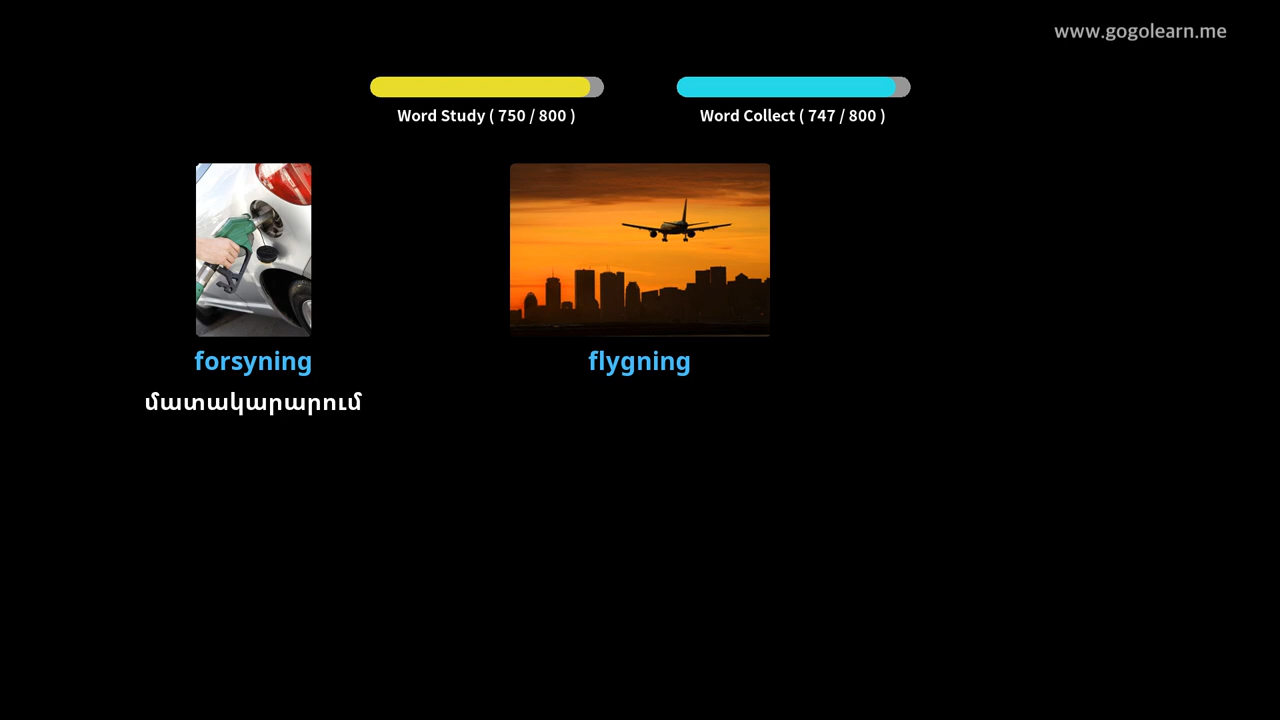 www.gogolearn.me
Word Study ( 750 / 800 )
Word Collect ( 747 / 800 )
forsyning
flygning
մատակարարում